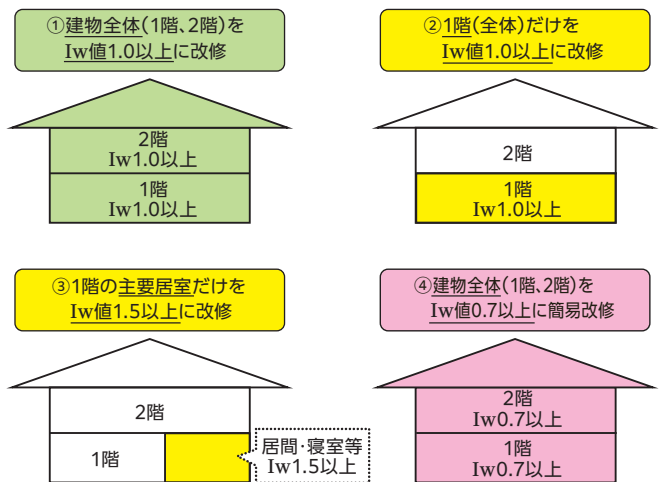 ①建物全体(1階、2階)を
Iw値1.0以上に改修
2階
Iw1.0以上
1階
Iw1.0以上
②1階(全体)だけを
Iw値1.0以上に改修
2階
1階
Iw1.0以上
③1階の主要居室だけを
Iw値1.5以上に改修
2階
1階
居間・寝室等
Iw1.5以上
④建物全体(1階、2階)を
Iw値0.7以上に簡易改修
2階
Iw0.7以上
1階
Iw0.7以上